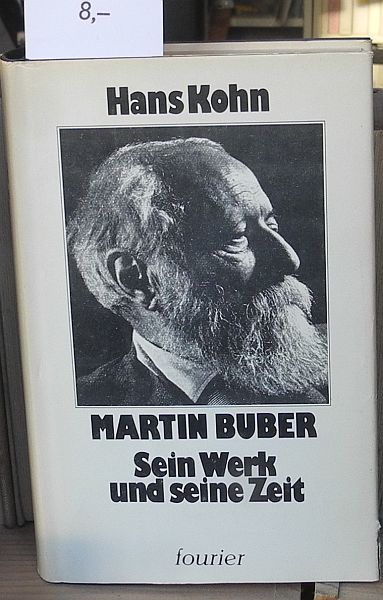 8,–
Hans Kohn
MARTIN BUBER
Sein Werk
und seine Zeit
fourier